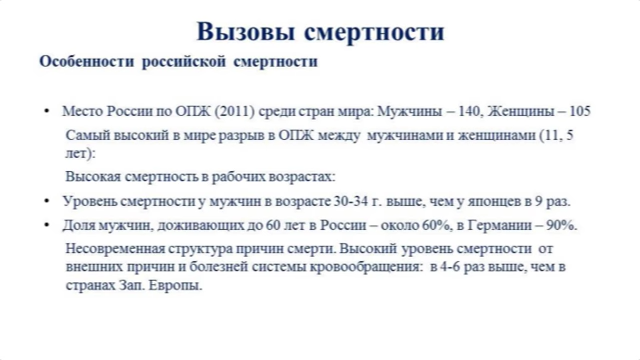 Вызовы смертности
Особенности российской смертности
• Место России по ОПЖ (2011) среди стран мира: Мужчины – 140, Женщины – 105
Самый высокий в мире разрыв в ОПЖ между мужчинами и женщинами (11, 5
лет):
Высокая смертность в рабочих возрастах:
• Уровень смертности у мужчин в возрасте 30-34 г. выше, чем у японцев в 9 раз.
• Доля мужчин, доживающих до 60 лет в России – около 60%, в Германии – 90%.
Несовременная структура причин смерти. Высокий уровень смертности от
внешних причин и болезней системы кровообращения: в 4-6 раз выше, чем в
странах Зап. Европы.